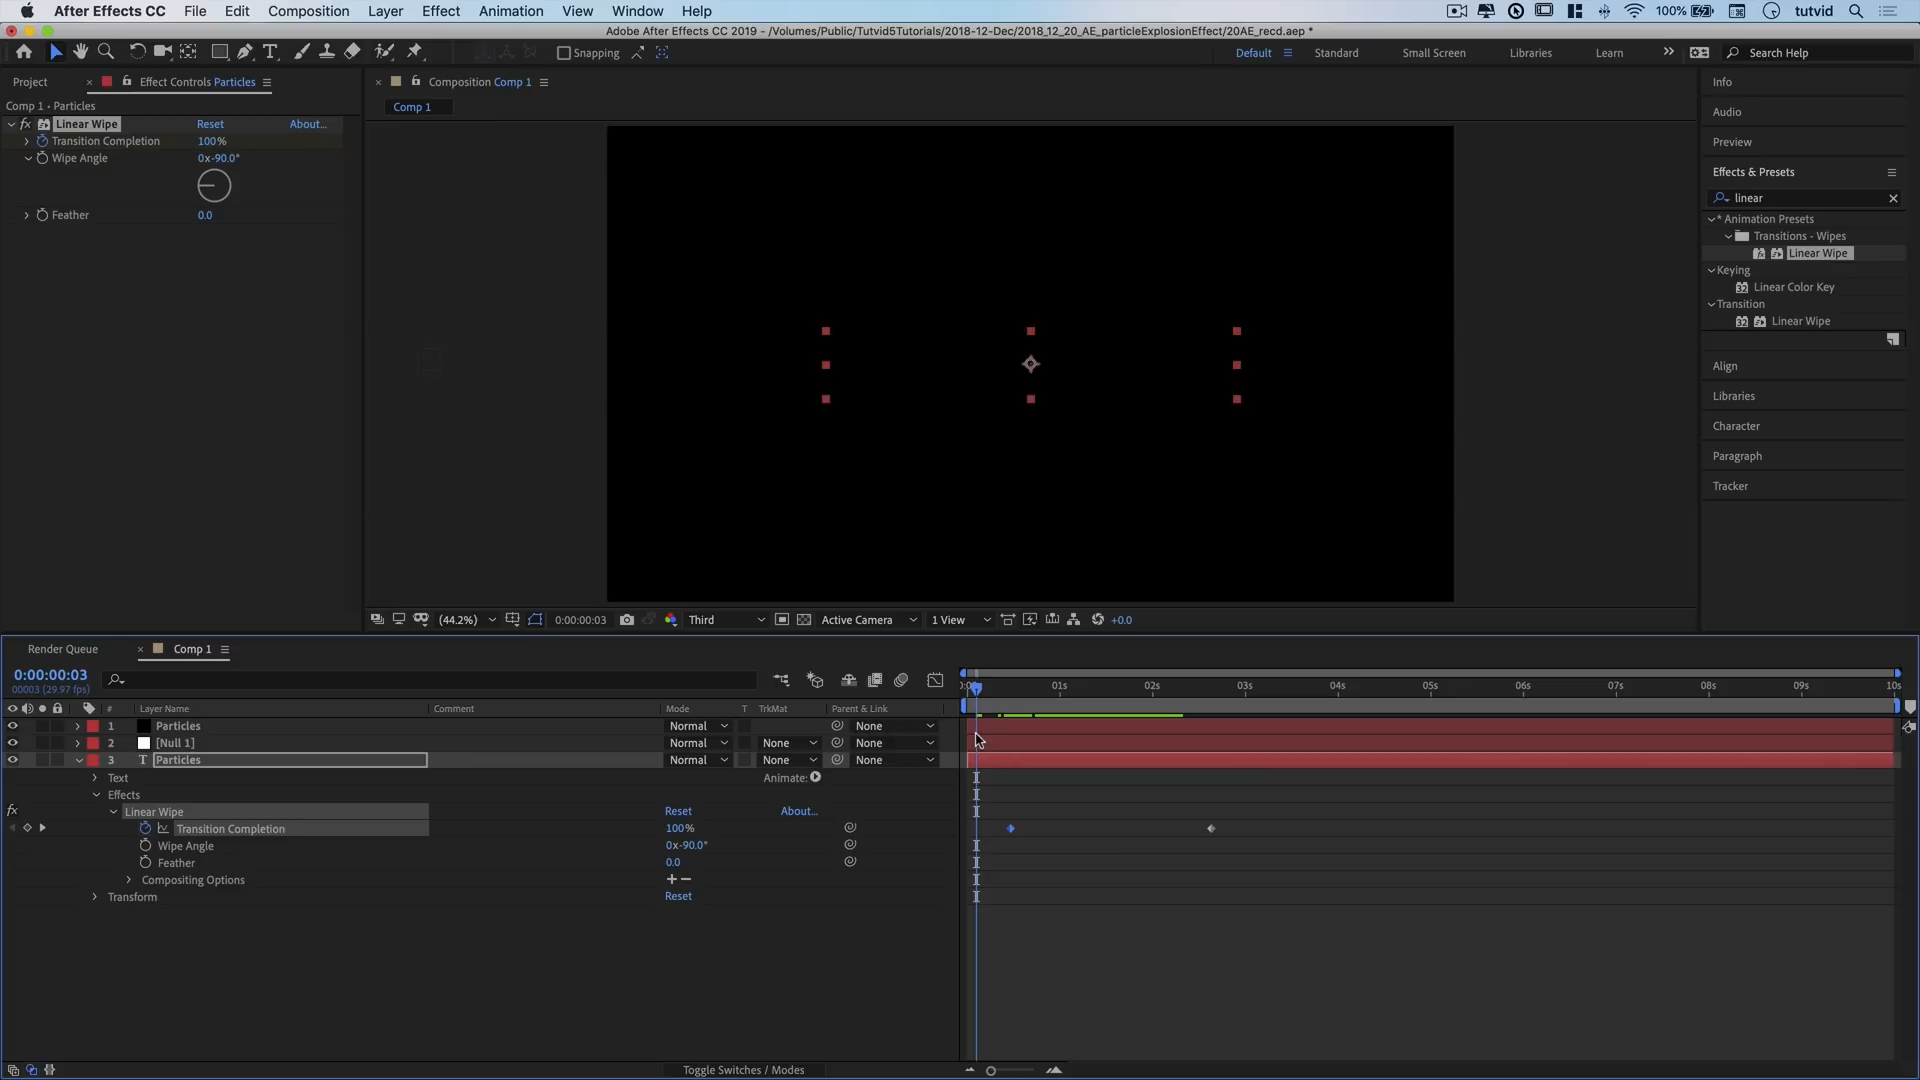 After Effects CC File Edit Composition Layer Effect Animation View Window Help 100% tutvid
Adobe After Effects CC 2019 - /Volumes/Public/Tutvid5Tutorials/2018-12-Dec/2018_12_20_AE_particleExplosionEffect/20AE_recd.aep *
Snapping Default Standard Small Screen Libraries Learn Search Help
Project Effect Controls Particles Composition Comp 1 Info
Comp 1 • Particles Comp 1
Audio
fx Linear Wipe Reset About...
Transition Completion 100% Preview
Wipe Angle 0x-90.0°
Effects & Presets
linear
Feather 0.0
* Animation Presets
Transitions - Wipes
Linear Wipe
Keying
32 Linear Color Key
Transition
32 Linear Wipe
Align
Libraries
Character
Paragraph
Tracker
(44.2%) 0:00:00:03 Third Active Camera 1 View +0.0
Render Queue Comp 1
0:00:00:03
00003 (29.97 fps)
01s 02s 03s 04s 05s 06s 07s 08s 09s 10s
# Layer Name Comment Mode T TrkMat Parent & Link
1 Particles Normal None
2 [Null 1] Normal None None
3 T Particles Normal None None
Text Animate:
Effects
fx Linear Wipe Reset About...
Transition Completion 100%
Wipe Angle 0x-90.0°
Feather 0.0
Compositing Options + −
Transform Reset
Toggle Switches / Modes